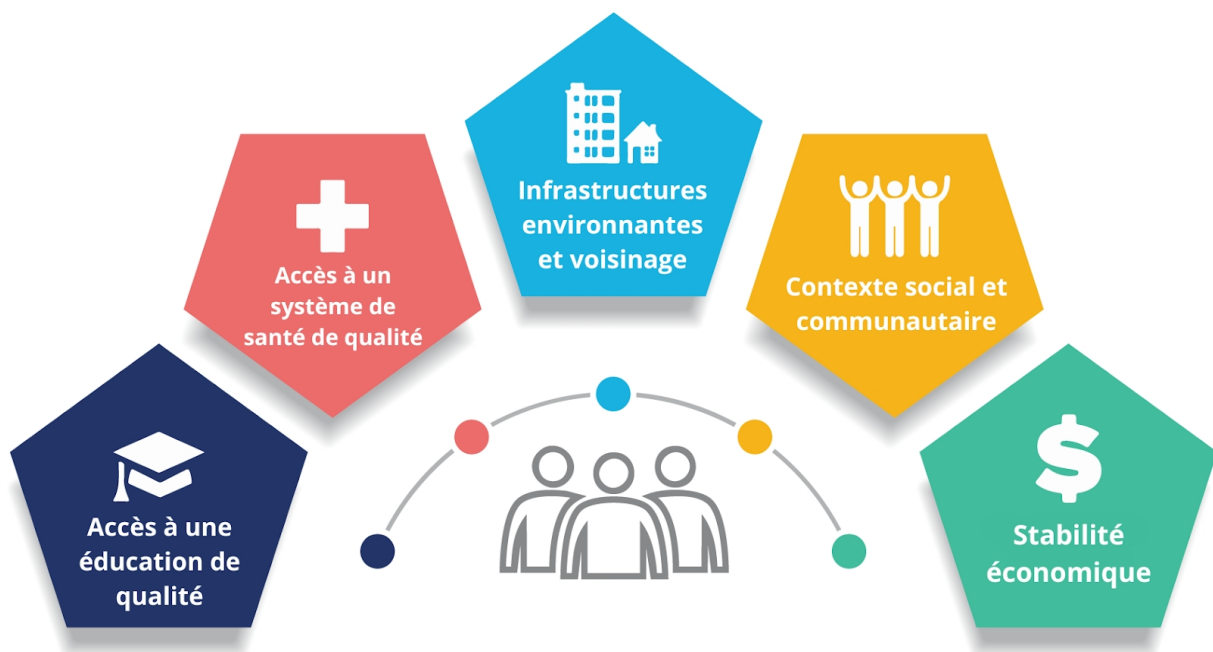 Accès à une
éducation de
qualité
Accès à un
système de
santé de qualité
Infrastructures
environnantes
et voisinage
Contexte social et
communautaire
$
Stabilité
économique